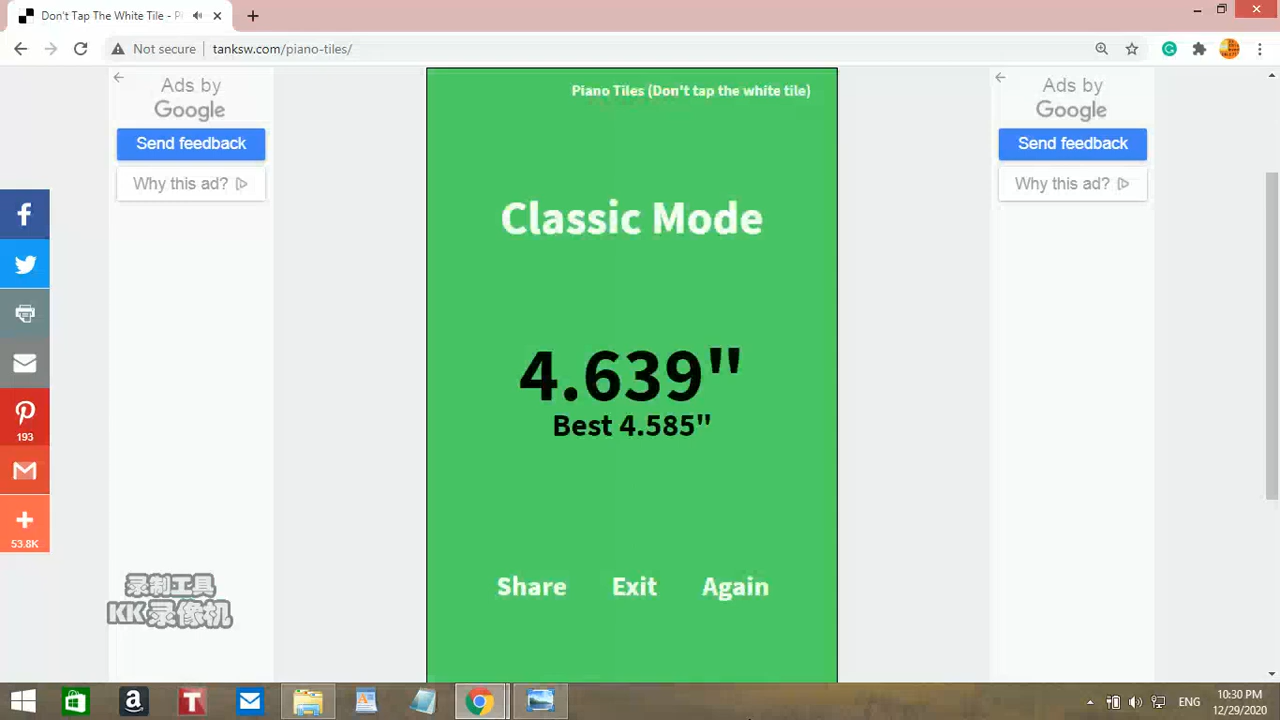 Don't Tap The White Tile - Pi
Not secure
tanksw.com/piano-tiles/
Ads by
Google
Send feedback
Why this ad?
193
53.8K
Piano Tiles (Don't tap the white tile)
Classic Mode
4.639"
Best 4.585"
Share Exit Again
Ads by
Google
Send feedback
Why this ad?
录制工具
KK录像机
ENG
10:30 PM
12/29/2020